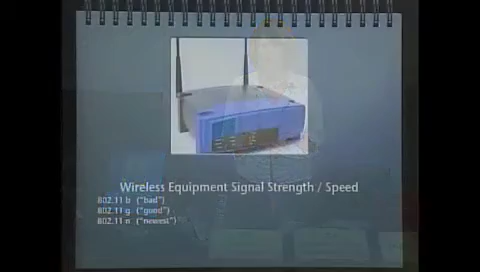 Wireless Equipment Signal Strength / Speed
802.11 b ("bad")
802.11 g ("good")
802.11 n ("newest")